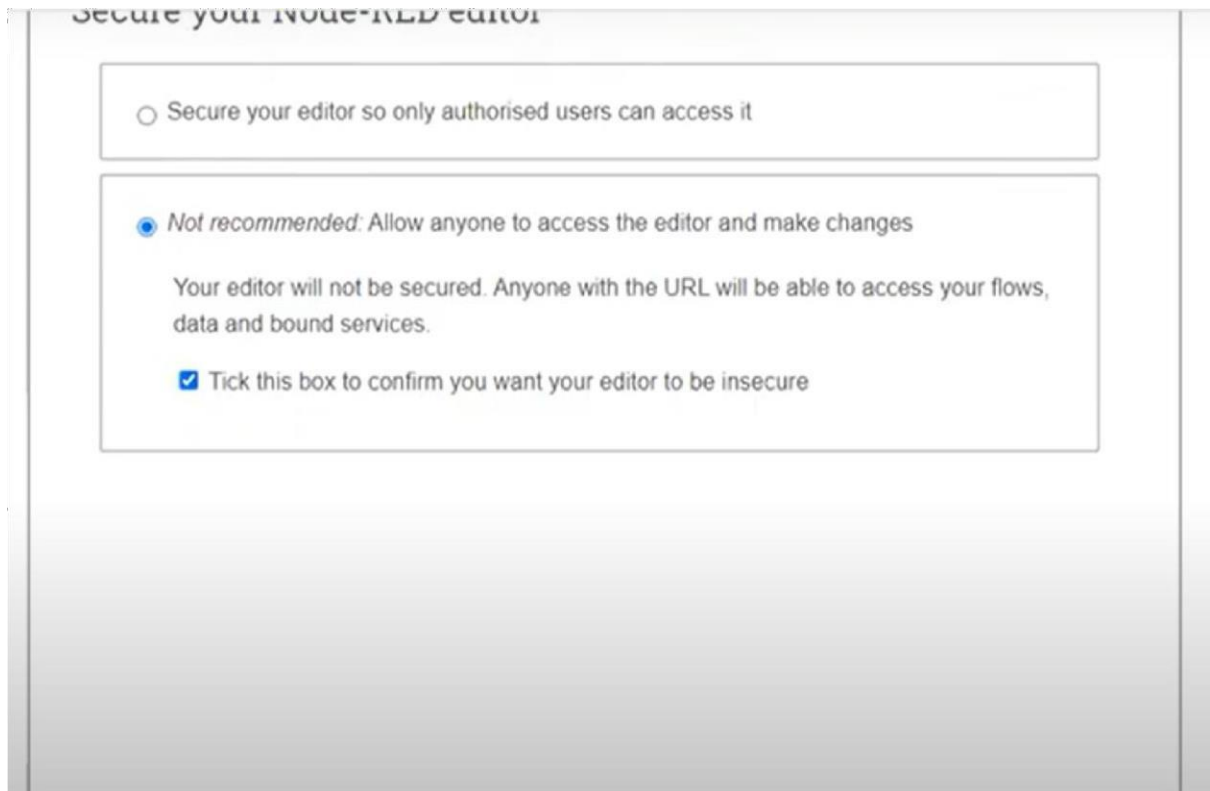 Secure your Node-RED editor
Secure your editor so only authorised users can access it
Not recommended: Allow anyone to access the editor and make changes
Your editor will not be secured. Anyone with the URL will be able to access your flows,
data and bound services.
Tick this box to confirm you want your editor to be insecure